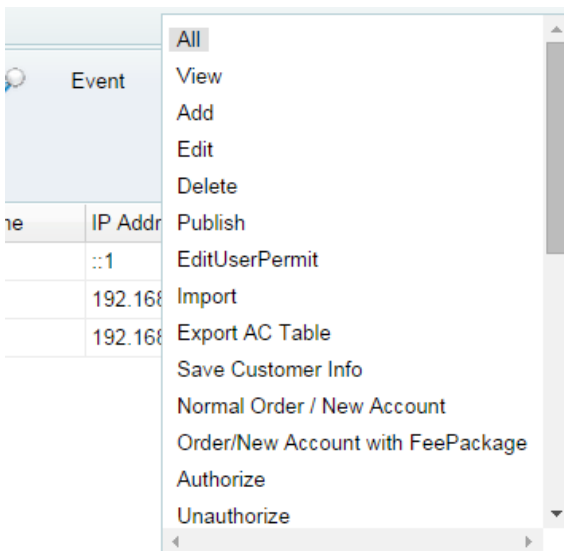 All
Event
View
Add
Edit
Delete
IP Addr
Publish
::1
EditUserPermit
192.168
Import
192.168
Export AC Table
Save Customer Info
Normal Order / New Account
Order/New Account with FeePackage
Authorize
Unauthorize